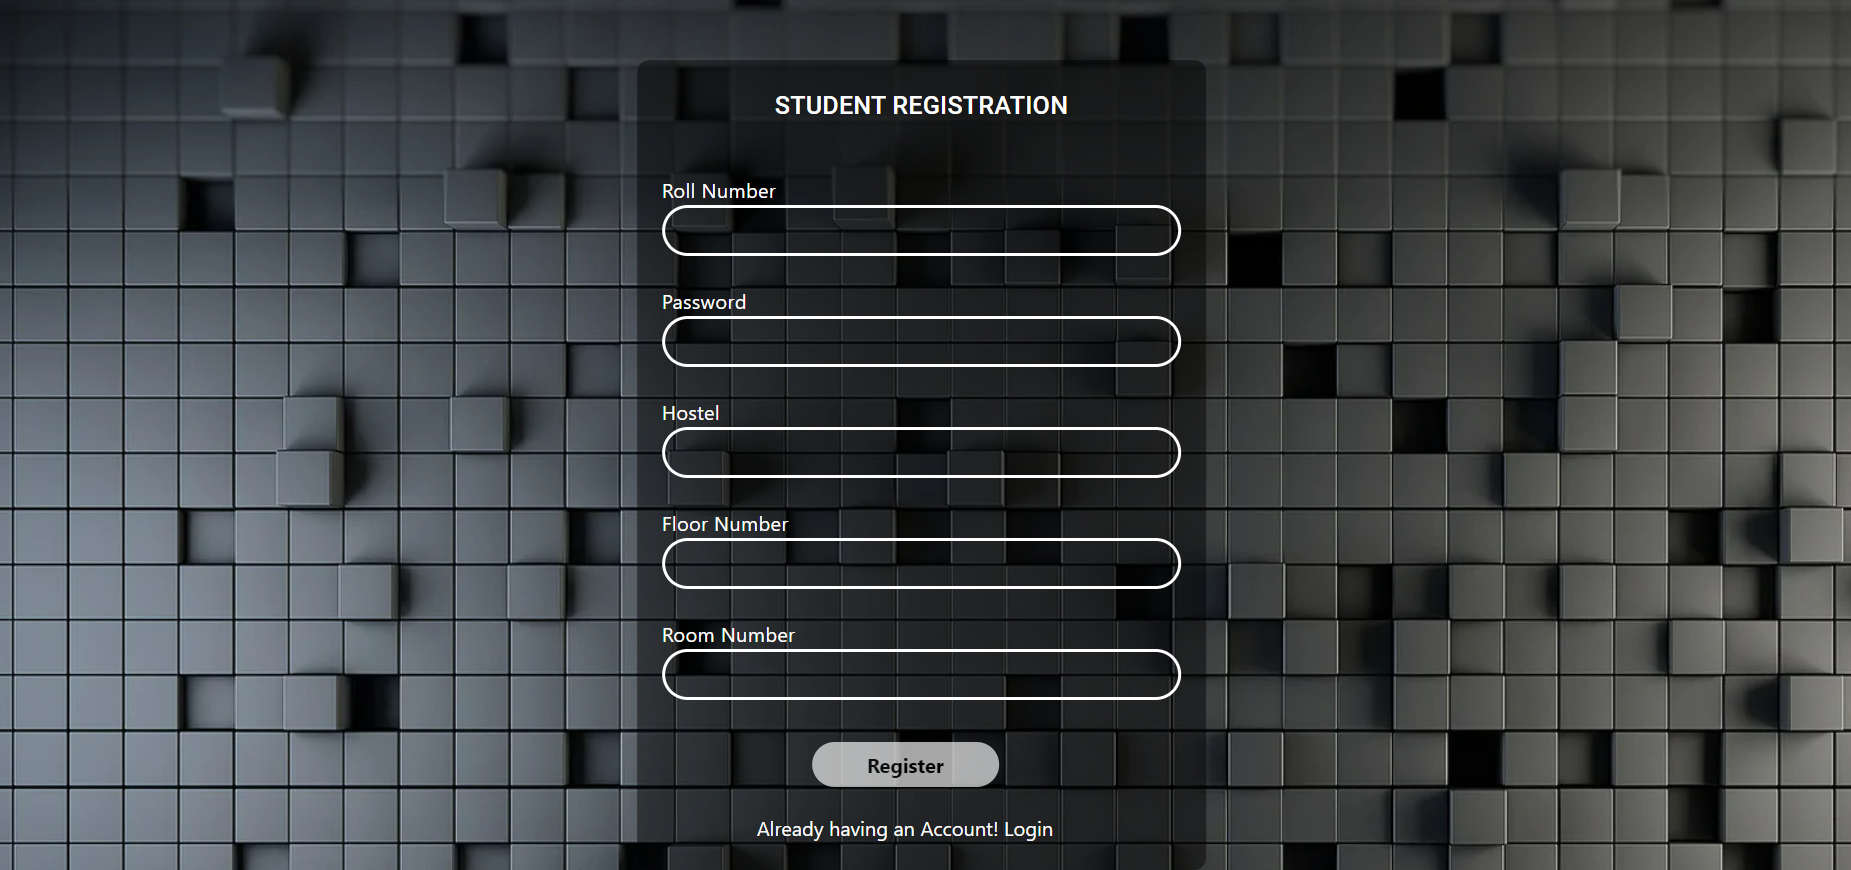 STUDENT REGISTRATION
Roll Number
Password
Hostel
Floor Number
Room Number
Register
Already having an Account! Login